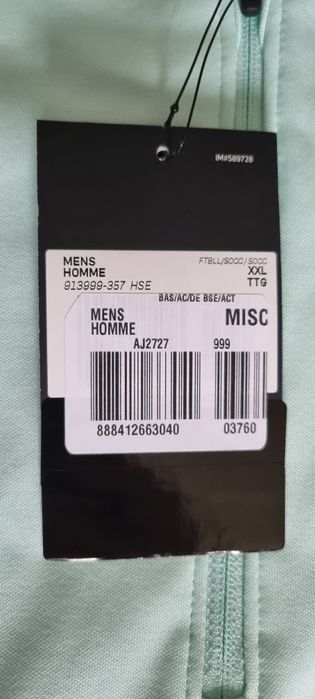 IM#589728
MENS FTBLL/SOCC/SOCC
HOMME XXL
913999-357 HSE TTG
BAS/AC/DE BSE/ACT
MENS MISC
HOMME
AJ2727 999
888412663040 03760